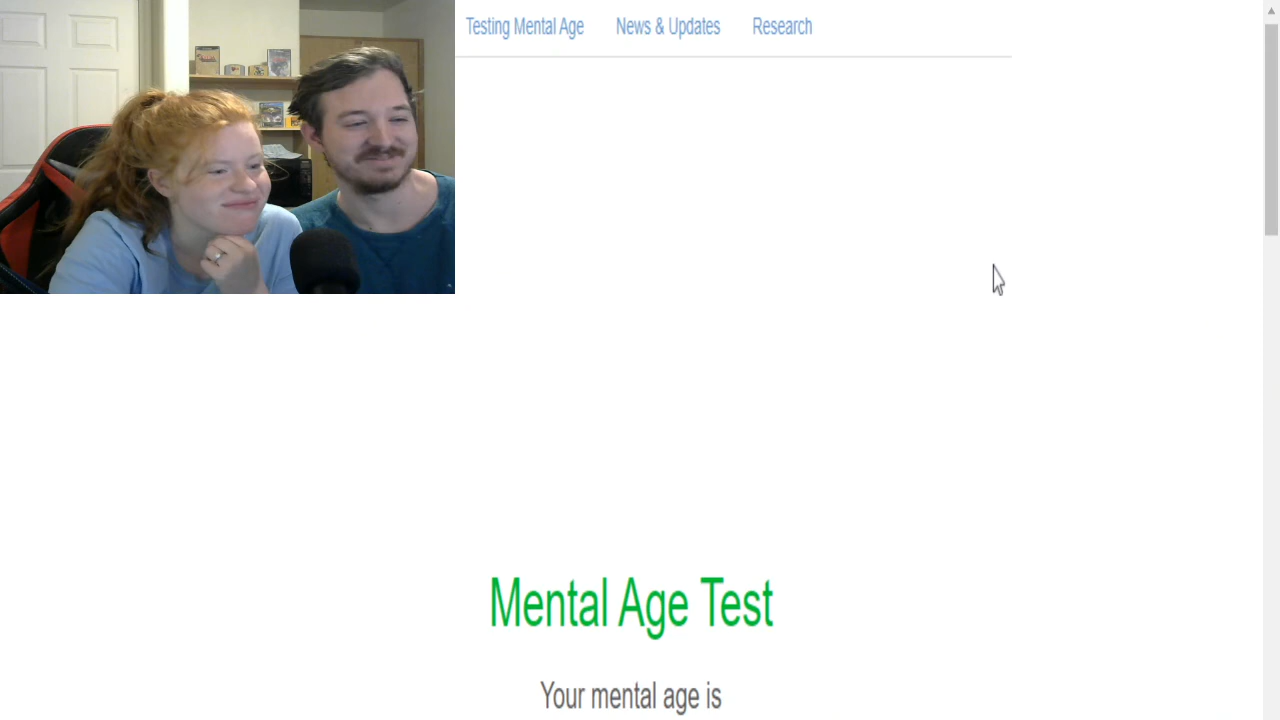 Testing Mental Age News & Updates Research
Mental Age Test
Your mental age is